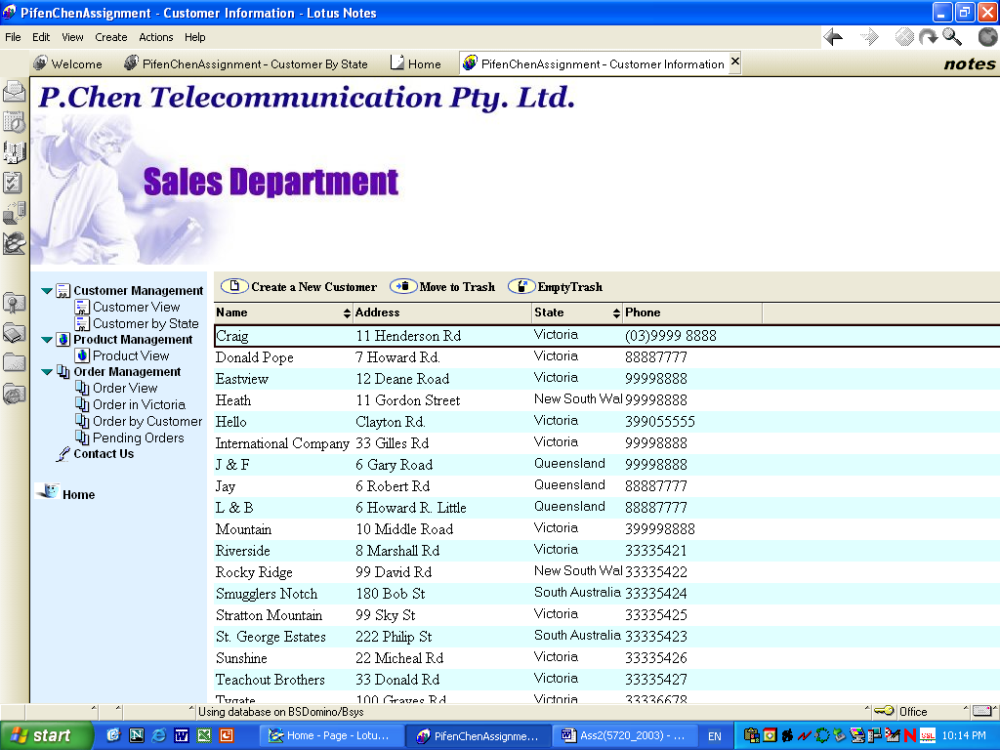 PifenChenAssignment - Customer Information - Lotus Notes
File Edit View Create Actions Help
Welcome PifenChenAssignment - Customer By State Home PifenChenAssignment - Customer Information
notes
P.Chen Telecommunication Pty. Ltd.
Sales Department
Customer Management
Customer View
Customer by State
Product Management
Product View
Order Management
Order View
Order in Victoria
Order by Customer
Pending Orders
Contact Us
Home
Create a New Customer Move to Trash EmptyTrash
Name Address State Phone
Craig 11 Henderson Rd Victoria (03)9999 8888
Donald Pope 7 Howard Rd. Victoria 88887777
Eastview 12 Deane Road Victoria 99998888
Heath 11 Gordon Street New South Wal 99998888
Hello Clayton Rd. Victoria 399055555
International Company 33 Gilles Rd Victoria 99998888
J & F 6 Gary Road Queensland 99998888
Jay 6 Robert Rd Queensland 88887777
L & B 6 Howard R. Little Queensland 88887777
Mountain 10 Middle Road Victoria 399998888
Riverside 8 Marshall Rd Victoria 33335421
Rocky Ridge 99 David Rd New South Wal 33335422
Smugglers Notch 180 Bob St South Australia 33335424
Stratton Mountain 99 Sky St Victoria 33335425
St. George Estates 222 Philip St South Australia 33335423
Sunshine 22 Micheal Rd Victoria 33335426
Teachout Brothers 33 Donald Rd Victoria 33335427
Tygate 100 Graves Rd Victoria 33336678
Using database on BSDomino/Bsys Office
start Home - Page - Lotu... PifenChenAssignme... Ass2(5720_2003) - ... EN 10:14 PM